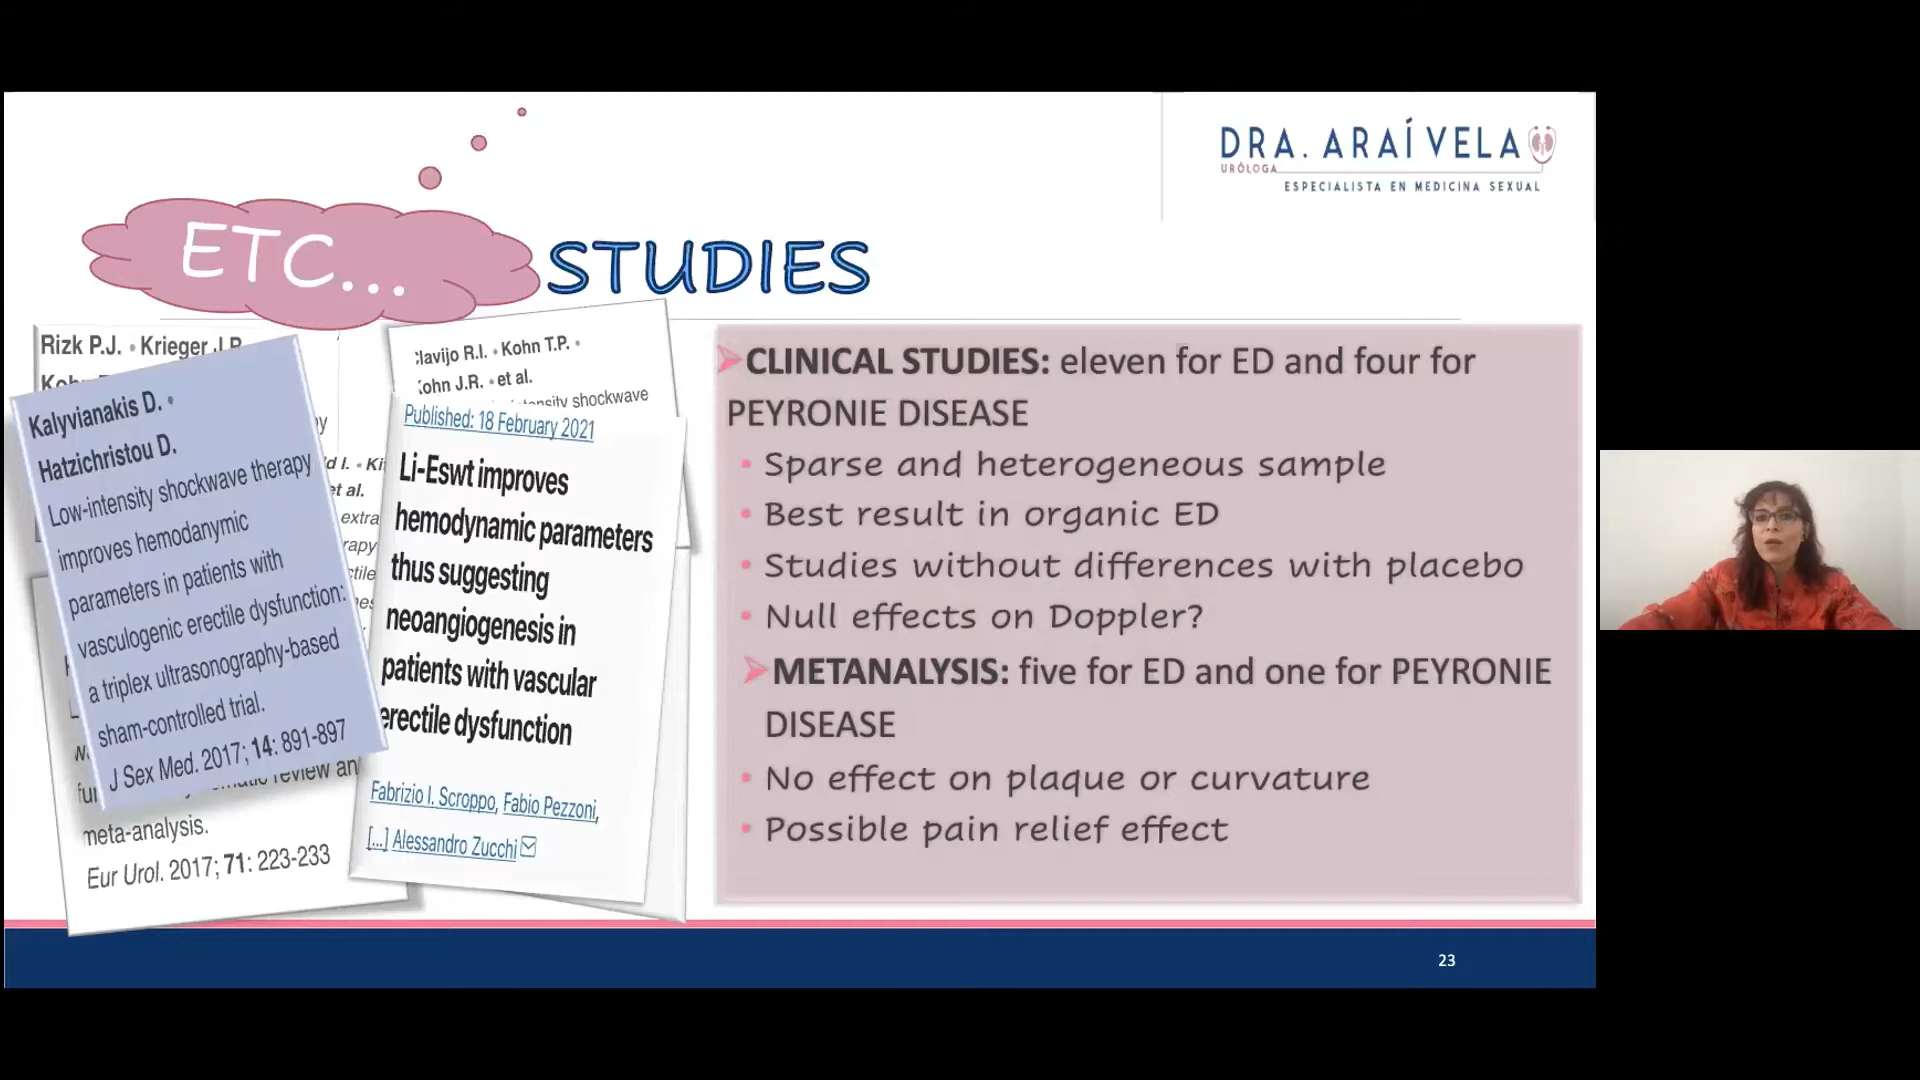 DRA. ARAÍ VELA
URÓLOGA
ESPECIALISTA EN MEDICINA SEXUAL
ETC... STUDIES
Rizk P.J. • Krieger J.R.
Kalyvianakis D. •
Hatzichristou D.
Low-intensity shockwave therapy
improves hemodanymic
parameters in patients with
vasculogenic erectile dysfunction:
a triplex ultrasonography-based
sham-controlled trial.
J Sex Med. 2017; 14: 891-897
et al.
meta-analysis.
Eur Urol. 2017; 71: 223-233
R.I. • Kohn T.P. •
J.R. • et al.
shockwave
Published: 18 February 2021
Li-Eswt improves
hemodynamic parameters
thus suggesting
neoangiogenesis in
patients with vascular
erectile dysfunction
Fabrizio I. Scroppo, Fabio Pezzoni,
[...] Alessandro Zucchi
➢CLINICAL STUDIES: eleven for ED and four for
PEYRONIE DISEASE
• Sparse and heterogeneous sample
• Best result in organic ED
• Studies without differences with placebo
• Null effects on Doppler?
➢METANALYSIS: five for ED and one for PEYRONIE
DISEASE
• No effect on plaque or curvature
• Possible pain relief effect
23